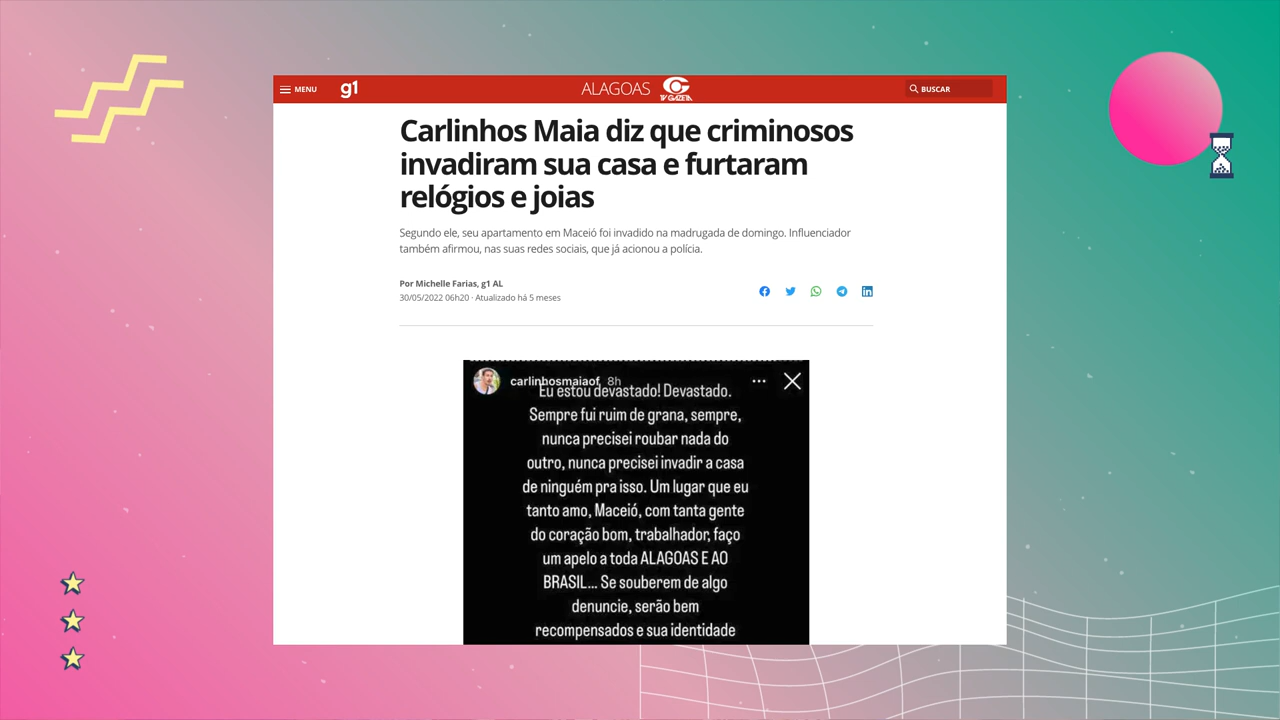 MENU
g1
ALAGOAS
TV GAZETA
BUSCAR
Carlinhos Maia diz que criminosos
invadiram sua casa e furtaram
relógios e joias
Segundo ele, seu apartamento em Maceió foi invadido na madrugada de domingo. Influenciador
também afirmou, nas suas redes sociais, que já acionou a polícia.
Por Michelle Farias, g1 AL
30/05/2022 06h20 · Atualizado há 5 meses
carlinhosmaiaof 8h
Eu estou devastado! Devastado.
Sempre fui ruim de grana, sempre,
nunca precisei roubar nada do
outro, nunca precisei invadir a casa
de ninguém pra isso. Um lugar que eu
tanto amo, Maceió, com tanta gente
do coração bom, trabalhador, faço
um apelo a toda ALAGOAS E AO
BRASIL... Se souberem de algo
denuncie, serão bem
recompensados e sua identidade